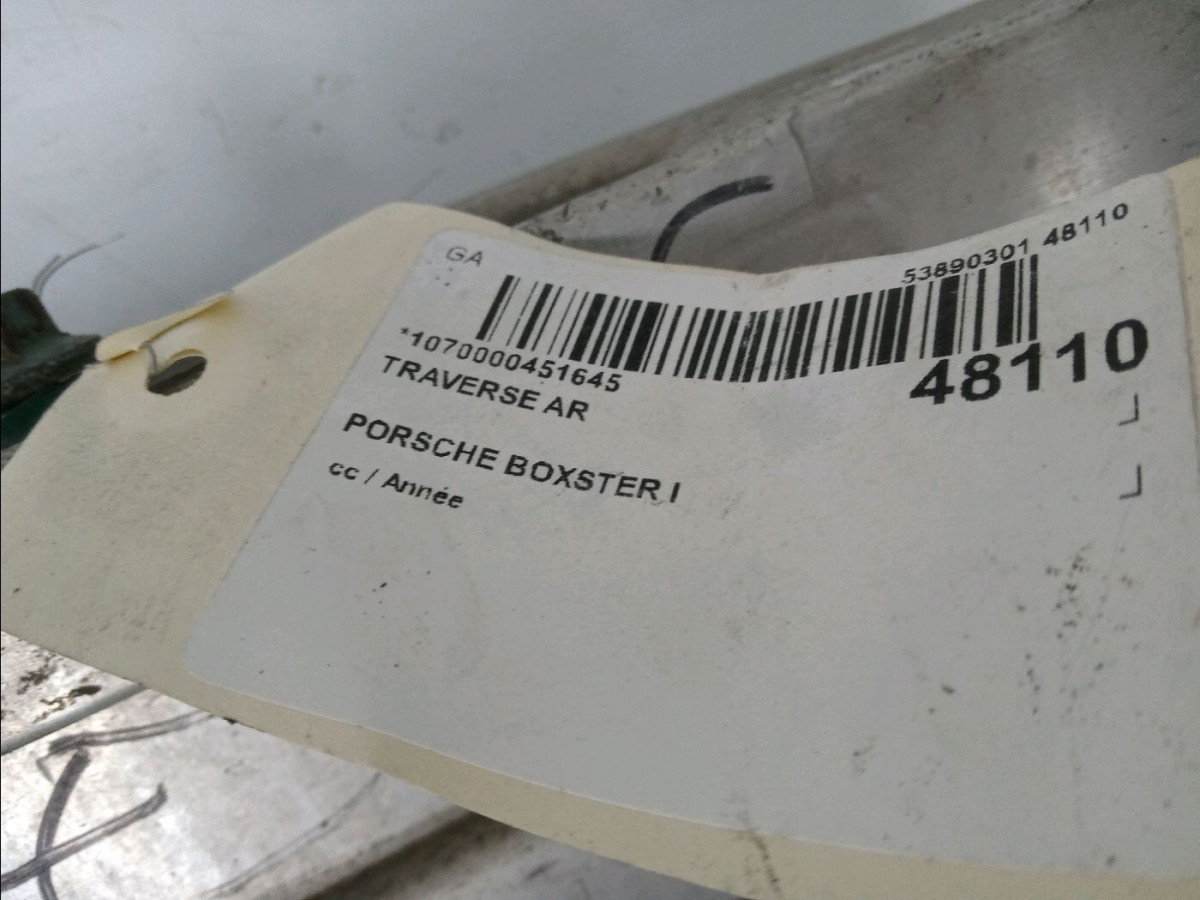 GA
53890301 48110
*1070000451645
48110
TRAVERSE AR
PORSCHE BOXSTER I
cc / Année